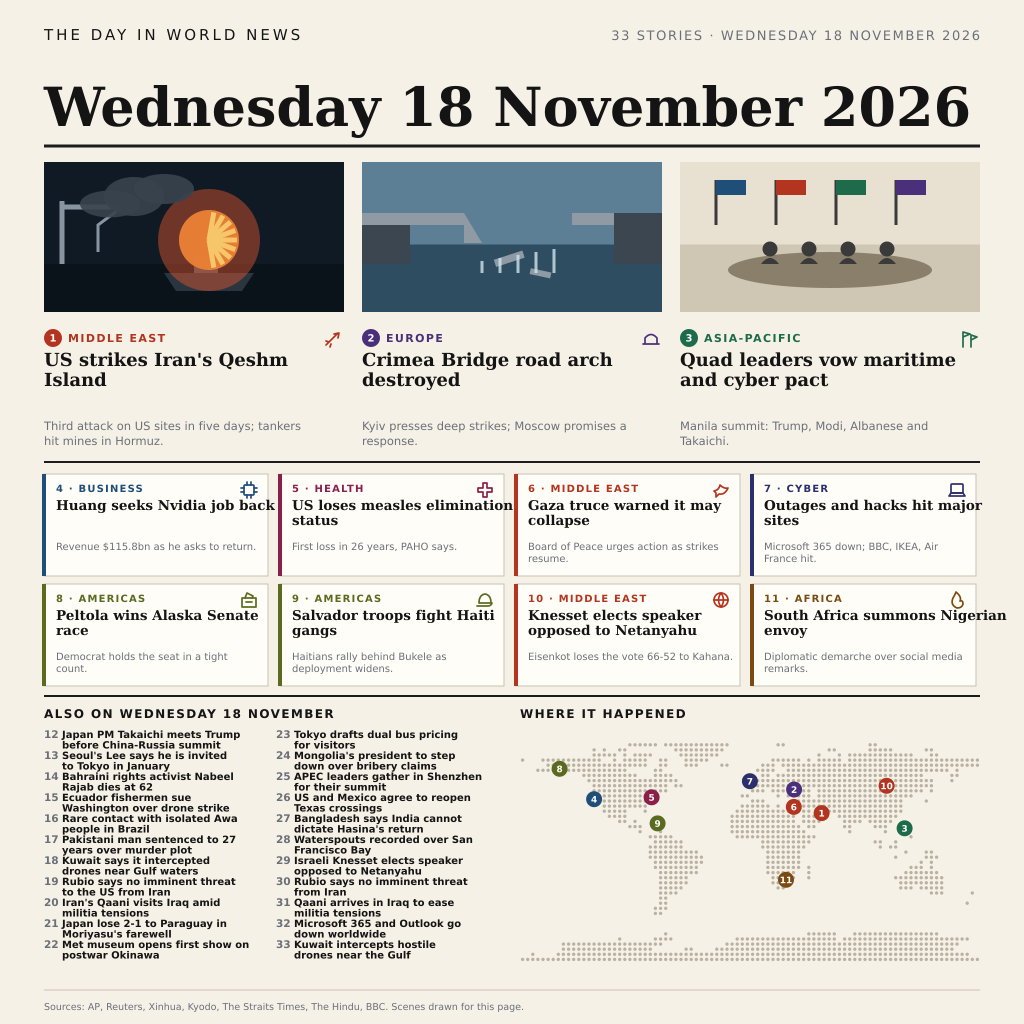 THE DAY IN WORLD NEWS
33 STORIES · WEDNESDAY 18 NOVEMBER 2026
Wednesday 18 November 2026
1 MIDDLE EAST
US strikes Iran's Qeshm
Island
Third attack on US sites in five days; tankers
hit mines in Hormuz.
2 EUROPE
Crimea Bridge road arch
destroyed
Kyiv presses deep strikes; Moscow promises a
response.
3 ASIA-PACIFIC
Quad leaders vow maritime
and cyber pact
Manila summit: Trump, Modi, Albanese and
Takaichi.
4 · BUSINESS
Huang seeks Nvidia job back
Revenue $115.8bn as he asks to return.
5 · HEALTH
US loses measles elimination
status
First loss in 26 years, PAHO says.
6 · MIDDLE EAST
Gaza truce warned it may
collapse
Board of Peace urges action as strikes
resume.
7 · CYBER
Outages and hacks hit major
sites
Microsoft 365 down; BBC, IKEA, Air
France hit.
8 · AMERICAS
Peltola wins Alaska Senate
race
Democrat holds the seat in a tight
count.
9 · AMERICAS
Salvador troops fight Haiti
gangs
Haitians rally behind Bukele as
deployment widens.
10 · MIDDLE EAST
Knesset elects speaker
opposed to Netanyahu
Eisenkot loses the vote 66-52 to Kahana.
11 · AFRICA
South Africa summons Nigerian
envoy
Diplomatic demarche over social media
remarks.
ALSO ON WEDNESDAY 18 NOVEMBER
12 Japan PM Takaichi meets Trump
before China-Russia summit
13 Seoul's Lee says he is invited
to Tokyo in January
14 Bahraini rights activist Nabeel
Rajab dies at 62
15 Ecuador fishermen sue
Washington over drone strike
16 Rare contact with isolated Awa
people in Brazil
17 Pakistani man sentenced to 27
years over murder plot
18 Kuwait says it intercepted
drones near Gulf waters
19 Rubio says no imminent threat
to the US from Iran
20 Iran's Qaani visits Iraq amid
militia tensions
21 Japan lose 2-1 to Paraguay in
Moriyasu's farewell
22 Met museum opens first show on
postwar Okinawa
23 Tokyo drafts dual bus pricing
for visitors
24 Mongolia's president to step
down over bribery claims
25 APEC leaders gather in Shenzhen
for their summit
26 US and Mexico agree to reopen
Texas crossings
27 Bangladesh says India cannot
dictate Hasina's return
28 Waterspouts recorded over San
Francisco Bay
29 Israeli Knesset elects speaker
opposed to Netanyahu
30 Rubio says no imminent threat
from Iran
31 Qaani arrives in Iraq to ease
militia tensions
32 Microsoft 365 and Outlook go
down worldwide
33 Kuwait intercepts hostile
drones near the Gulf
WHERE IT HAPPENED
8
7
10
2
5
4
6
1
9
3
11
Sources: AP, Reuters, Xinhua, Kyodo, The Straits Times, The Hindu, BBC. Scenes drawn for this page.